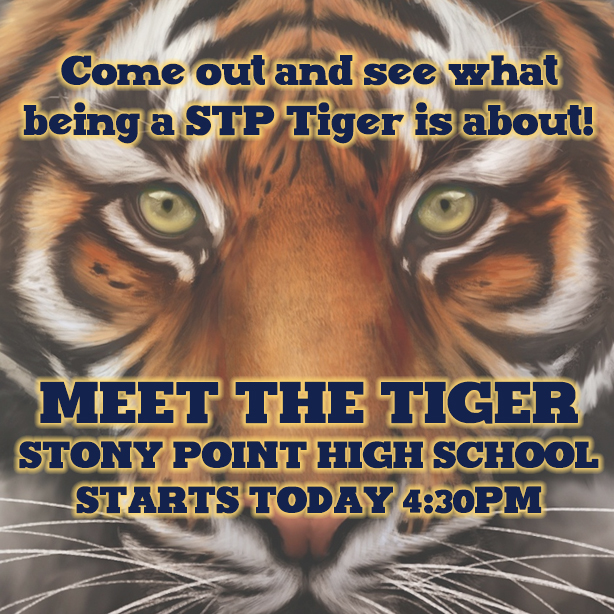 Come out and see what
being a STP Tiger is about!
MEET THE TIGER
STONY POINT HIGH SCHOOL
STARTS TODAY 4:30PM